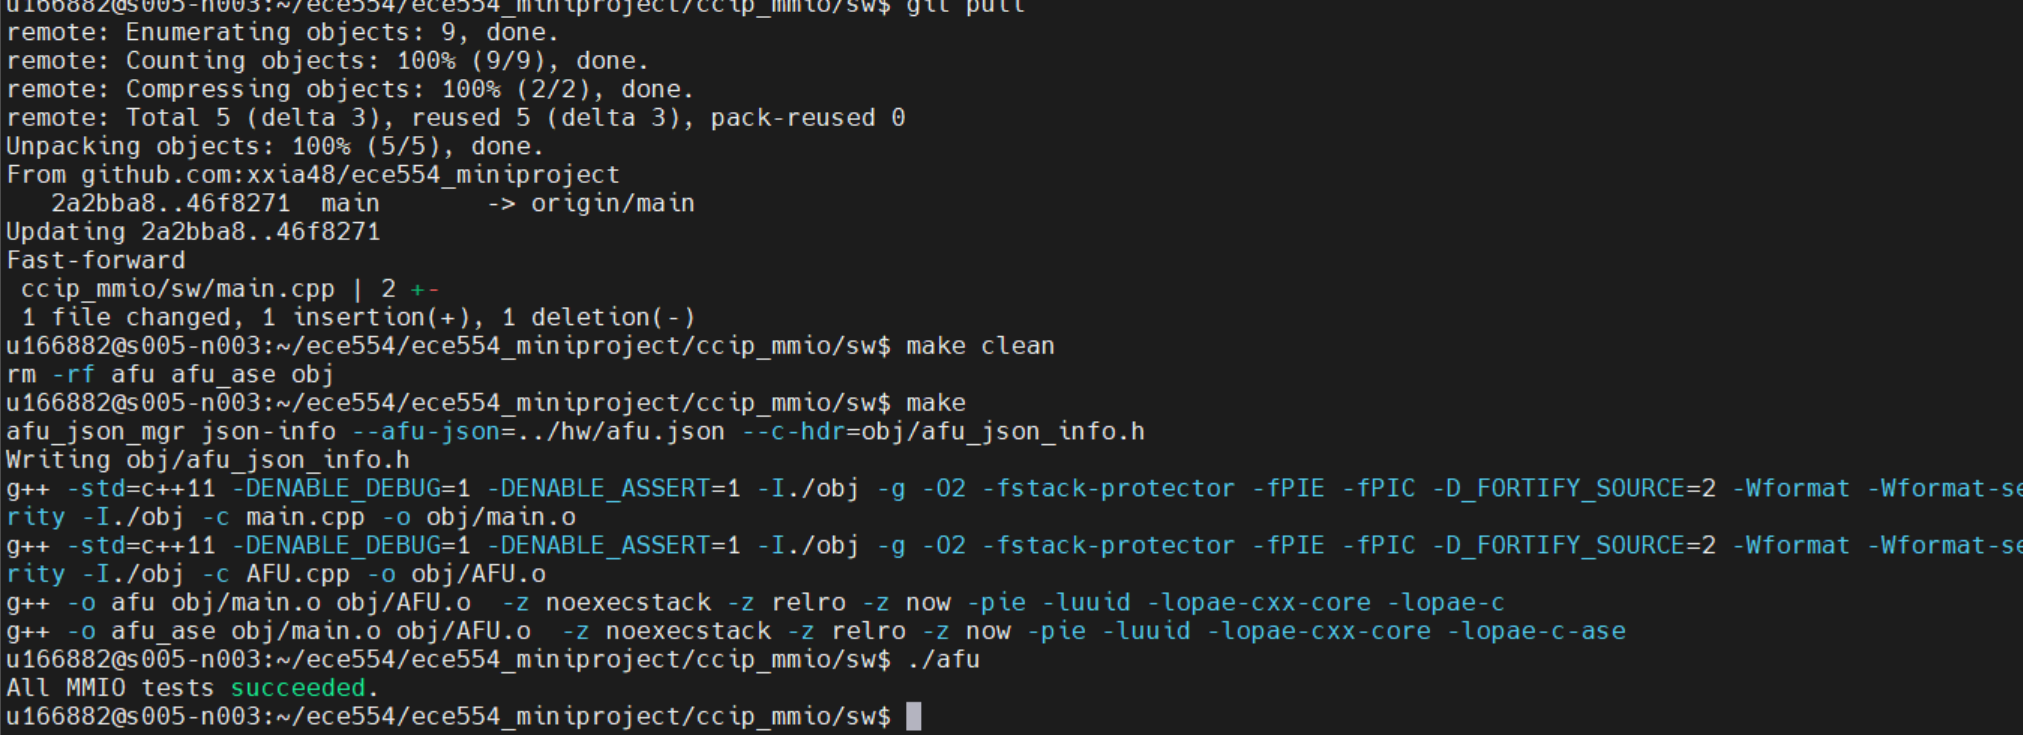 u166882@s005-n003:~/ece554/ece554_miniproject/ccip_mmio/sw$ git pull
remote: Enumerating objects: 9, done.
remote: Counting objects: 100% (9/9), done.
remote: Compressing objects: 100% (2/2), done.
remote: Total 5 (delta 3), reused 5 (delta 3), pack-reused 0
Unpacking objects: 100% (5/5), done.
From github.com:xxia48/ece554_miniproject
   2a2bba8..46f8271  main       -> origin/main
Updating 2a2bba8..46f8271
Fast-forward
 ccip_mmio/sw/main.cpp | 2 +-
 1 file changed, 1 insertion(+), 1 deletion(-)
u166882@s005-n003:~/ece554/ece554_miniproject/ccip_mmio/sw$ make clean
rm -rf afu afu_ase obj
u166882@s005-n003:~/ece554/ece554_miniproject/ccip_mmio/sw$ make
afu_json_mgr json-info --afu-json=../hw/afu.json --c-hdr=obj/afu_json_info.h
Writing obj/afu_json_info.h
g++ -std=c++11 -DENABLE_DEBUG=1 -DENABLE_ASSERT=1 -I./obj -g -O2 -fstack-protector -fPIE -fPIC -D_FORTIFY_SOURCE=2 -Wformat -Wformat-se
rity -I./obj -c main.cpp -o obj/main.o
g++ -std=c++11 -DENABLE_DEBUG=1 -DENABLE_ASSERT=1 -I./obj -g -O2 -fstack-protector -fPIE -fPIC -D_FORTIFY_SOURCE=2 -Wformat -Wformat-se
rity -I./obj -c AFU.cpp -o obj/AFU.o
g++ -o afu obj/main.o obj/AFU.o  -z noexecstack -z relro -z now -pie -luuid -lopae-cxx-core -lopae-c
g++ -o afu_ase obj/main.o obj/AFU.o  -z noexecstack -z relro -z now -pie -luuid -lopae-cxx-core -lopae-c-ase
u166882@s005-n003:~/ece554/ece554_miniproject/ccip_mmio/sw$ ./afu
All MMIO tests succeeded.
u166882@s005-n003:~/ece554/ece554_miniproject/ccip_mmio/sw$